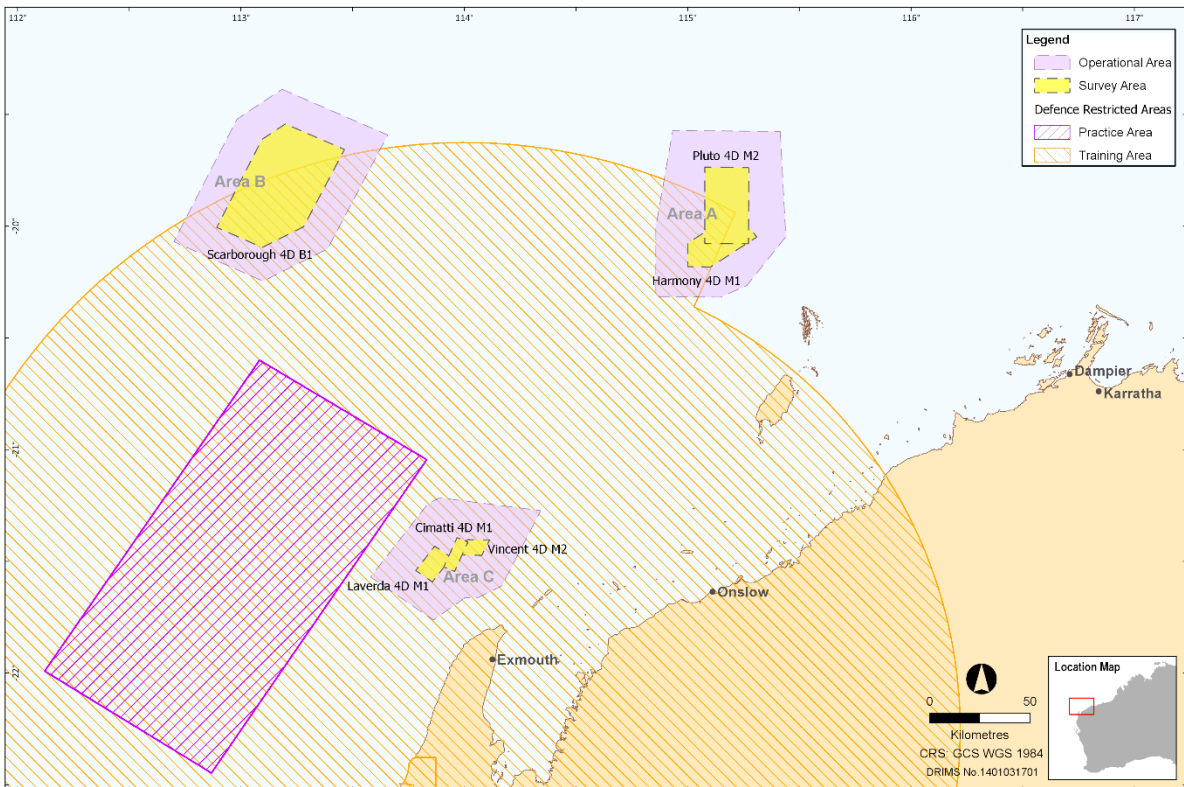 112°
113°
114°
115°
116°
117°
Legend
Operational Area
Survey Area
Defence Restricted Areas
Practice Area
Training Area
Pluto 4D M2
Area B
Area A
-20°
Scarborough 4D B1
Harmony 4D M1
Dampier
Karratha
-21°
Cimatti 4D M1
Vincent 4D M2
Laverda 4D M1
Area C
Onslow
Exmouth
-22°
Location Map
0 50
Kilometres
CRS: GCS WGS 1984
DRIMS No.1401031701